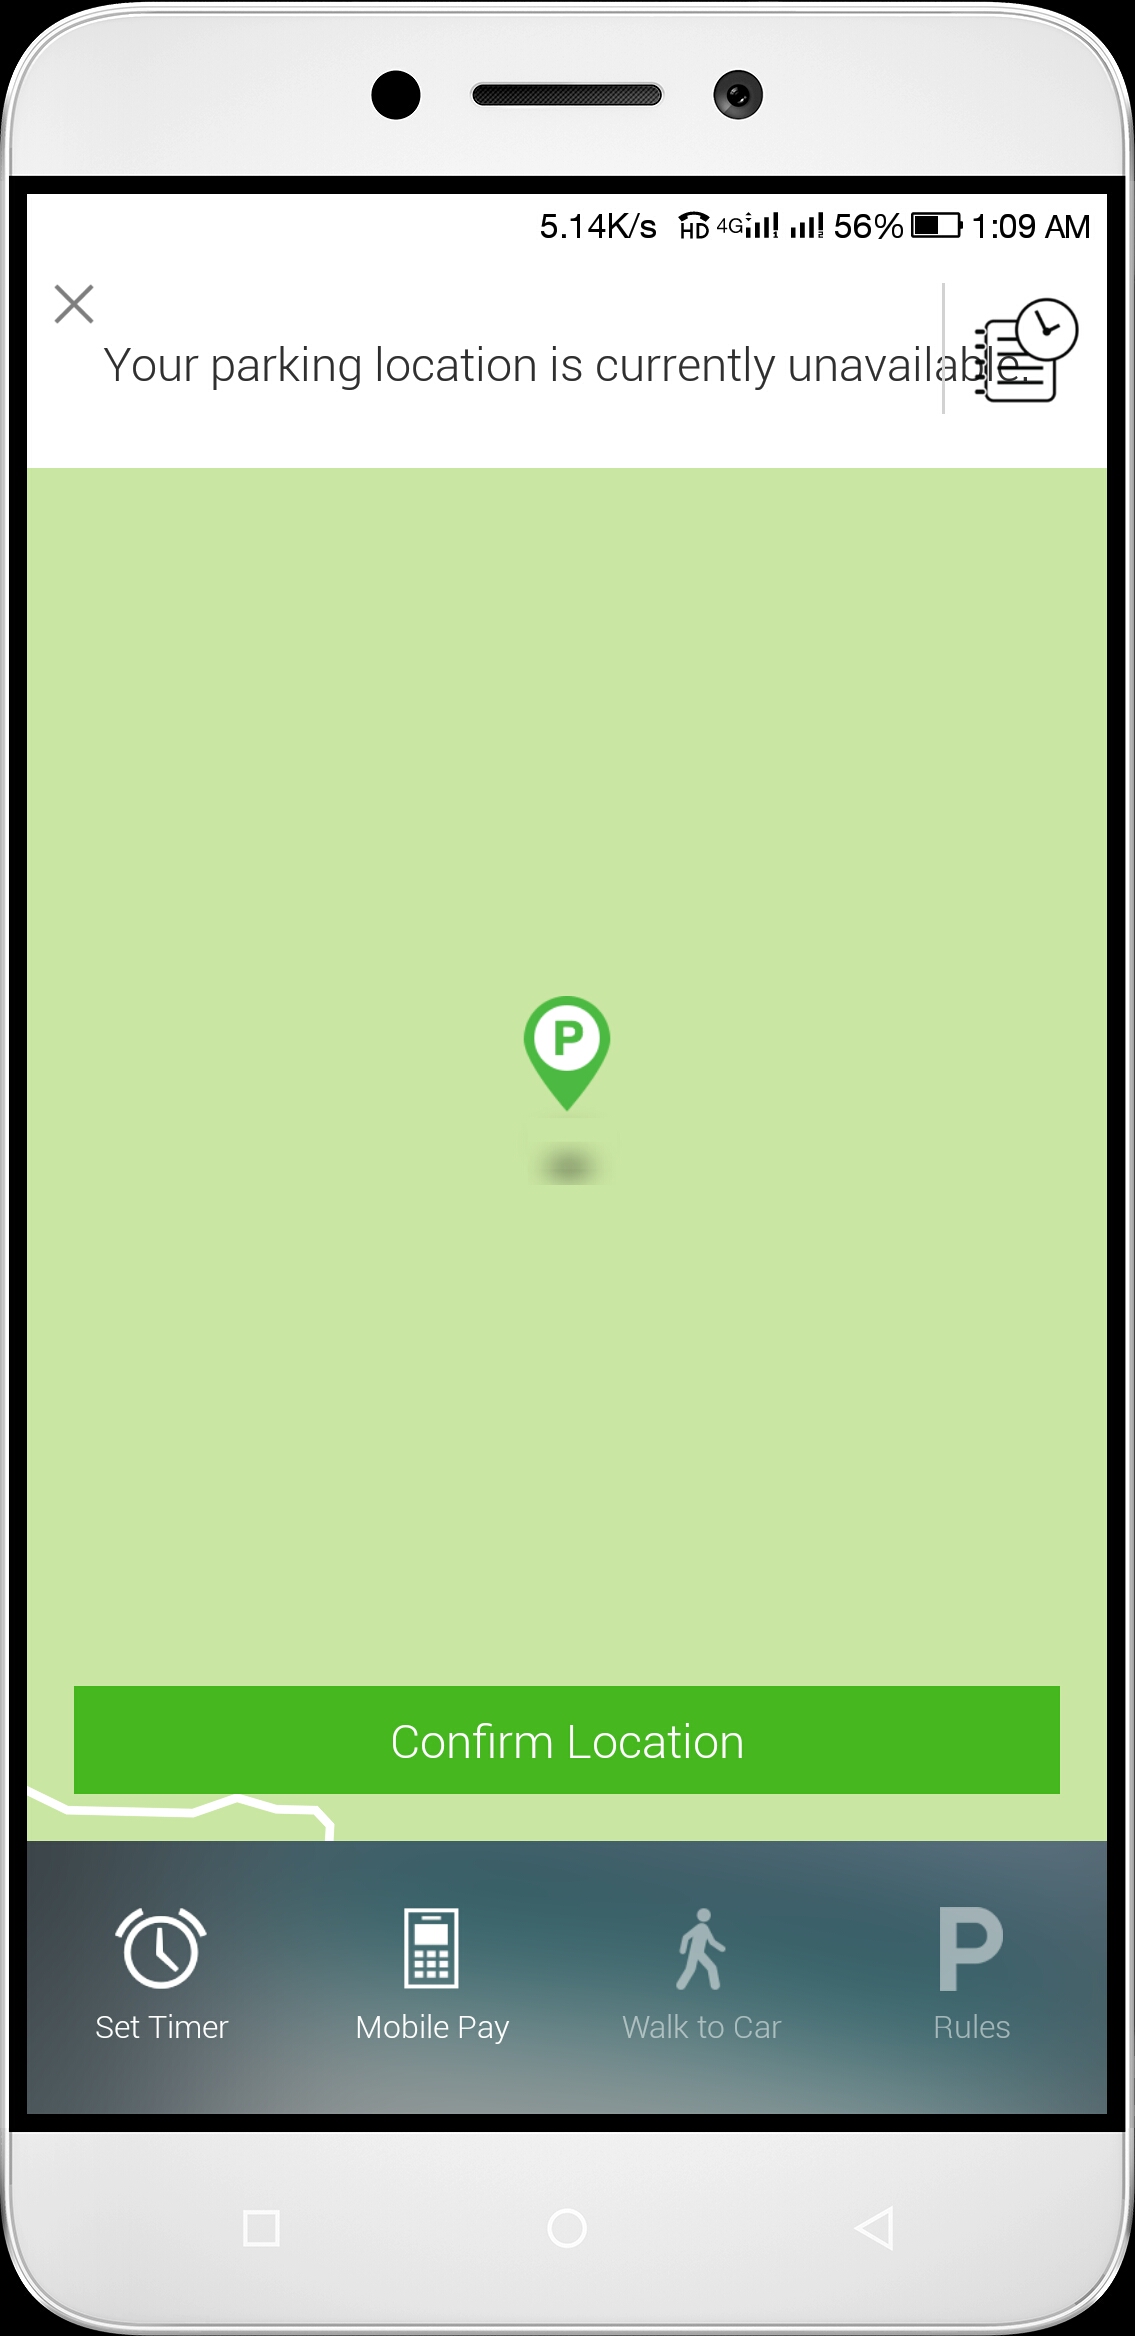 5.14K/s HD 4G 56% 1:09 AM
Your parking location is currently unavailable.
P
Confirm Location
P
Set Timer Mobile Pay Walk to Car Rules